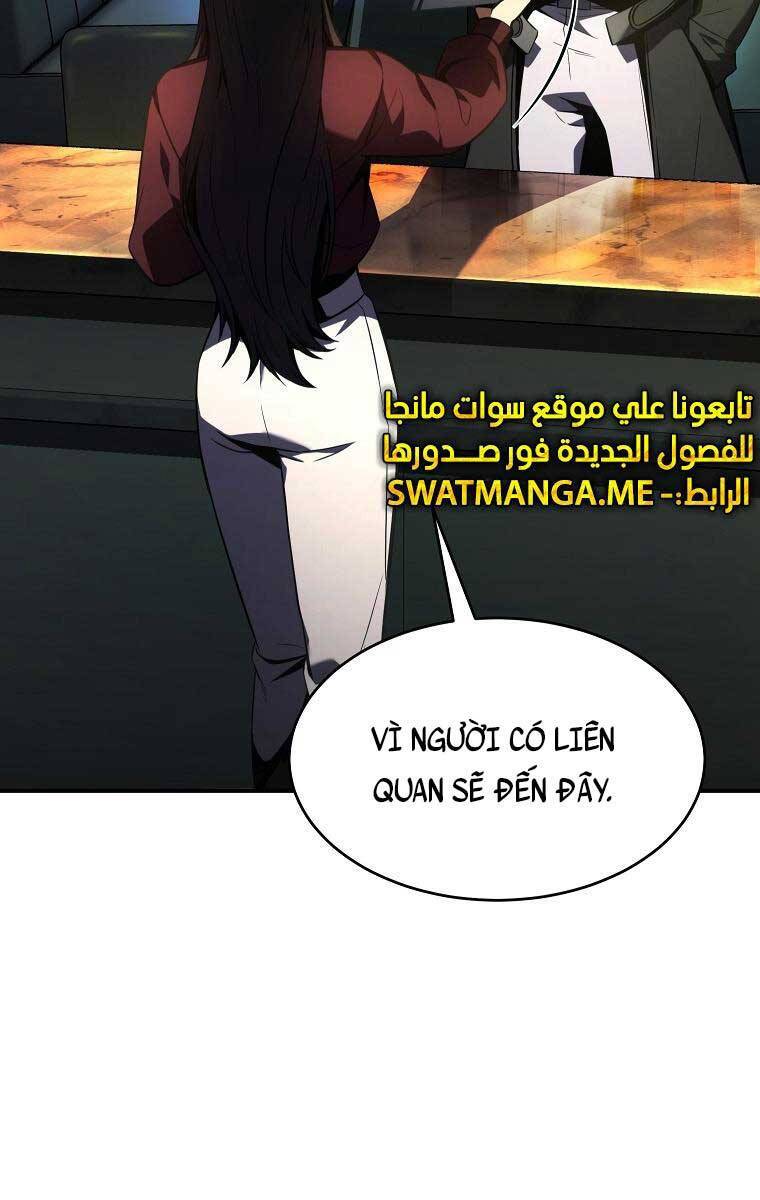 تابعونا علي موقع سوات مانجا
للفصول الجديدة فور صـــدورها
الرابط:- SWATMANGA.ME
VÌ NGƯỜI CÓ LIÊN
QUAN SẼ ĐẾN ĐÂY.